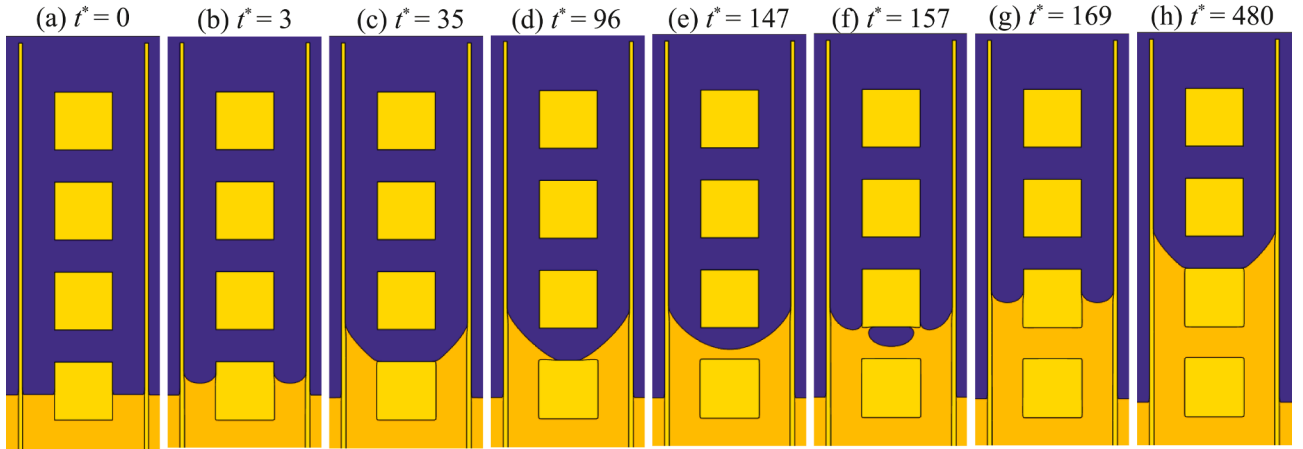 (a) t* = 0 (b) t* = 3 (c) t* = 35 (d) t* = 96 (e) t* = 147 (f) t* = 157 (g) t* = 169 (h) t* = 480